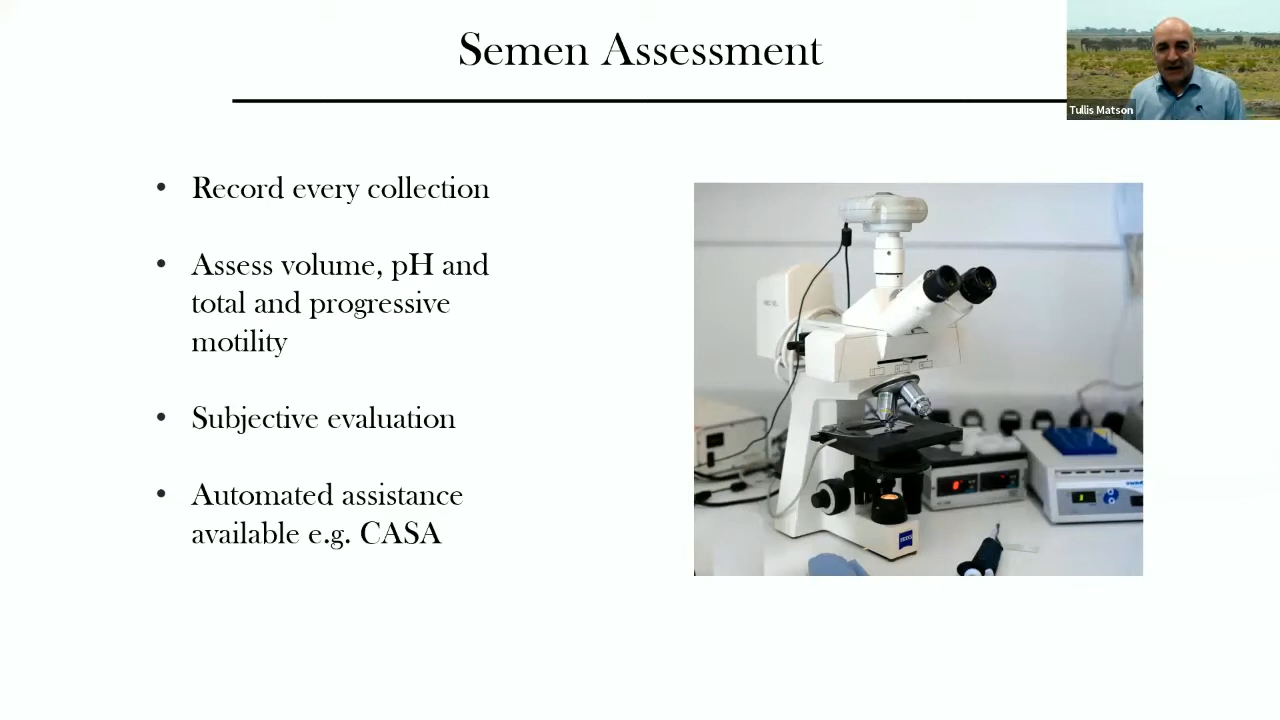 Semen Assessment
Tullis Matson
• Record every collection
• Assess volume, pH and
total and progressive
motility
• Subjective evaluation
• Automated assistance
available e.g. CASA
ZEISS